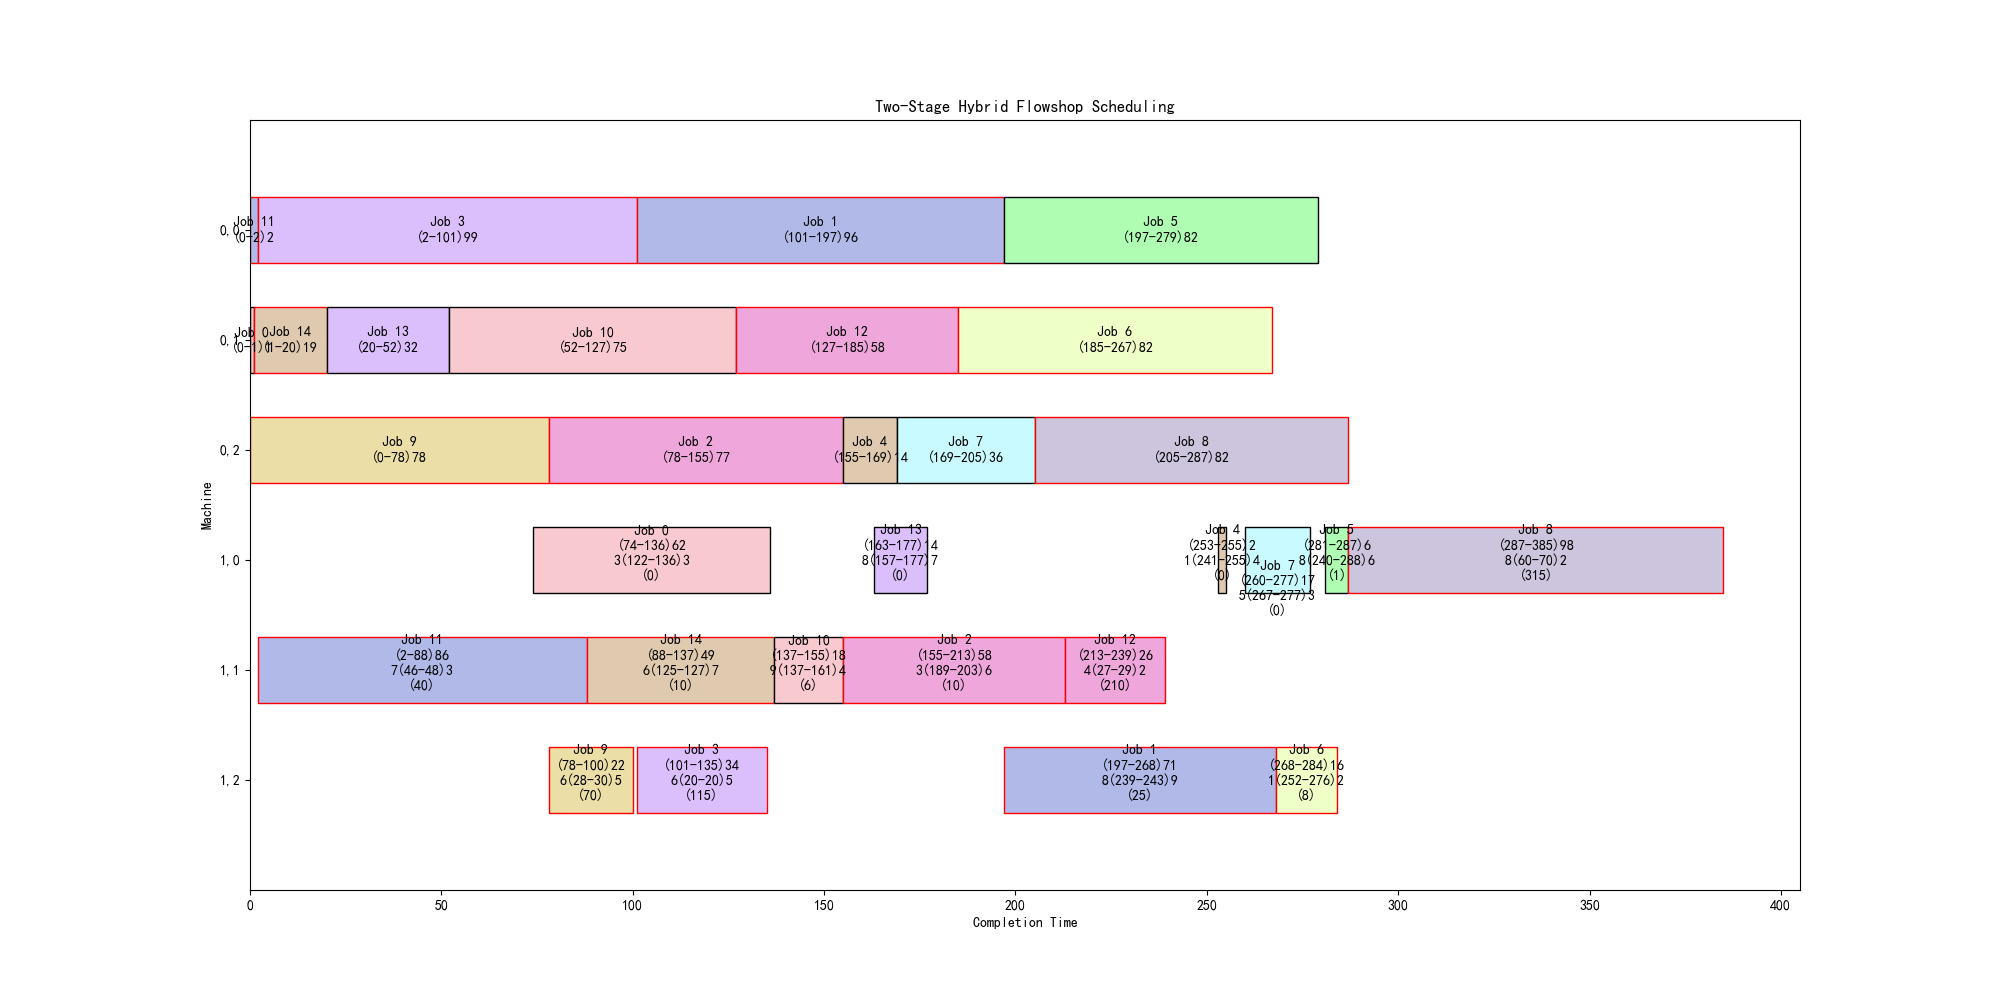 Two-Stage Hybrid Flowshop Scheduling
Machine
0,0
Job 11
(0-2)2
Job 3
(2-101)99
Job 1
(101-197)96
Job 5
(197-279)82
0,1
Job 0
(0-1)1
Job 14
(1-20)19
Job 13
(20-52)32
Job 10
(52-127)75
Job 12
(127-185)58
Job 6
(185-267)82
0,2
Job 9
(0-78)78
Job 2
(78-155)77
Job 4
(155-169)14
Job 7
(169-205)36
Job 8
(205-287)82
1,0
Job 0
(74-136)62
3(122-136)3
(0)
Job 13
(163-177)14
8(157-177)7
(0)
Job 4
(253-255)2
1(241-255)4
(0)
Job 7
(260-277)17
5(267-277)3
(0)
Job 5
(281-287)6
8(240-288)6
(1)
Job 8
(287-385)98
8(60-70)2
(315)
1,1
Job 11
(2-88)86
7(46-48)3
(40)
Job 14
(88-137)49
6(125-127)7
(10)
Job 10
(137-155)18
9(137-161)4
(6)
Job 2
(155-213)58
3(189-203)6
(10)
Job 12
(213-239)26
4(27-29)2
(210)
1,2
Job 9
(78-100)22
6(28-30)5
(70)
Job 3
(101-135)34
6(20-20)5
(115)
Job 1
(197-268)71
8(239-243)9
(25)
Job 6
(268-284)16
1(252-276)2
(8)
0 50 100 150 200 250 300 350 400
Completion Time